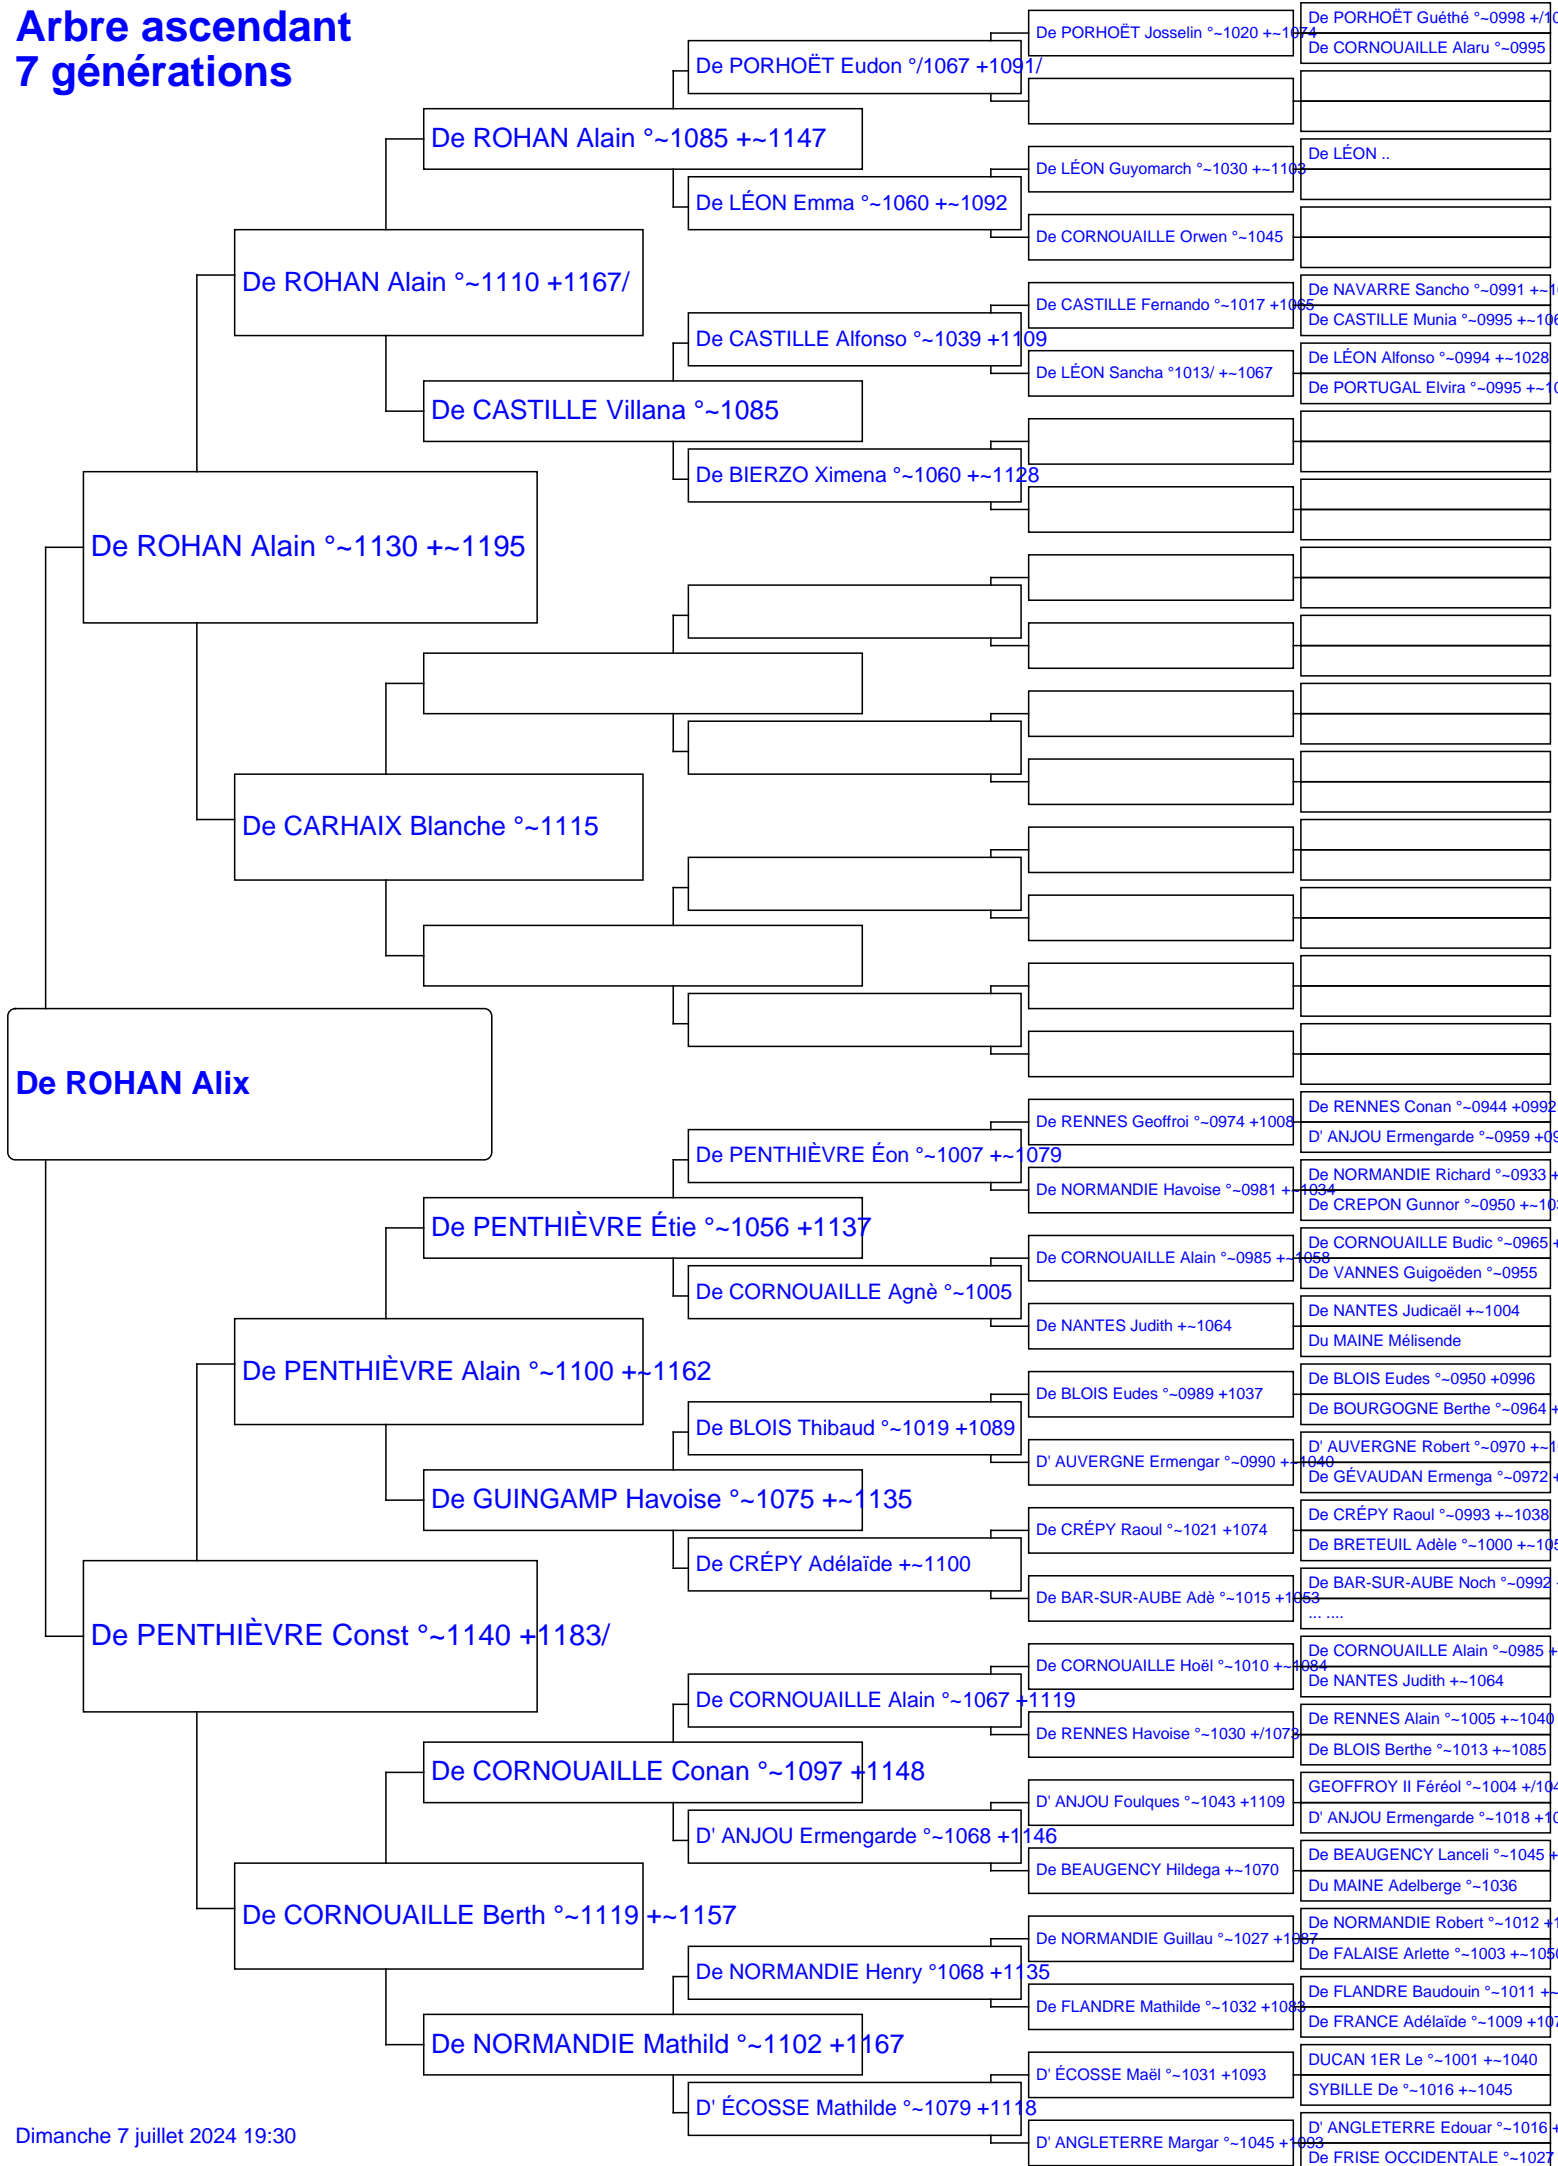 Arbre ascendant
7 générations
De ROHAN Alix
De ROHAN Alain °~1130 +~1195
De PENTHIÈVRE Const °~1140 +1183/
De ROHAN Alain °~1110 +1167/
De CARHAIX Blanche °~1115
De PENTHIÈVRE Alain °~1100 +~1162
De CORNOUAILLE Berth °~1119 +~1157
De ROHAN Alain °~1085 +~1147
De CASTILLE Villana °~1085
De PENTHIÈVRE Étie °~1056 +1137
De GUINGAMP Havoise °~1075 +~1135
De CORNOUAILLE Conan °~1097 +1148
De NORMANDIE Mathild °~1102 +1167
De PORHOËT Eudon °/1067 +1091/
De LÉON Emma °~1060 +~1092
De CASTILLE Alfonso °~1039 +1109
De BIERZO Ximena °~1060 +~1128
De PENTHIÈVRE Éon °~1007 +~1079
De CORNOUAILLE Agnè °~1005
De BLOIS Thibaud °~1019 +1089
De CRÉPY Adélaïde +~1100
De CORNOUAILLE Alain °~1067 +1119
D' ANJOU Ermengarde °~1068 +1146
De NORMANDIE Henry °1068 +1135
D' ÉCOSSE Mathilde °~1079 +1118
De PORHOËT Josselin °~1020 +~1074
De LÉON Guyomarch °~1030 +~1103
De CORNOUAILLE Orwen °~1045
De CASTILLE Fernando °~1017 +1065
De LÉON Sancha °1013/ +~1067
De RENNES Geoffroi °~0974 +1008
De NORMANDIE Havoise °~0981 +~1034
De CORNOUAILLE Alain °~0985 +~1058
De NANTES Judith +~1064
De BLOIS Eudes °~0989 +1037
D' AUVERGNE Ermengar °~0990 +~1040
De CRÉPY Raoul °~1021 +1074
De BAR-SUR-AUBE Adè °~1015 +1053
De CORNOUAILLE Hoël °~1010 +~1084
De RENNES Havoise °~1030 +/1073
D' ANJOU Foulques °~1043 +1109
De BEAUGENCY Hildega +~1070
De NORMANDIE Guillau °~1027 +1087
De FLANDRE Mathilde °~1032 +1083
D' ÉCOSSE Maël °~1031 +1093
D' ANGLETERRE Margar °~1045 +1093
De PORHOËT Guéthé °~0998 +/10
De CORNOUAILLE Alaru °~0995
De LÉON ..
De NAVARRE Sancho °~0991 +~1
De CASTILLE Munia °~0995 +~106
De LÉON Alfonso °~0994 +~1028
De PORTUGAL Elvira °~0995 +~10
De RENNES Conan °~0944 +0992
D' ANJOU Ermengarde °~0959 +09
De NORMANDIE Richard °~0933 +
De CREPON Gunnor °~0950 +~103
De CORNOUAILLE Budic °~0965 +
De VANNES Guigoëden °~0955
De NANTES Judicaël +~1004
Du MAINE Mélisende
De BLOIS Eudes °~0950 +0996
De BOURGOGNE Berthe °~0964 +
D' AUVERGNE Robert °~0970 +~1
De GÉVAUDAN Ermenga °~0972 +
De CRÉPY Raoul °~0993 +~1038
De BRETEUIL Adèle °~1000 +~105
De BAR-SUR-AUBE Noch °~0992
... ....
De CORNOUAILLE Alain °~0985 +
De NANTES Judith +~1064
De RENNES Alain °~1005 +~1040
De BLOIS Berthe °~1013 +~1085
GEOFFROY II Féréol °~1004 +/104
D' ANJOU Ermengarde °~1018 +10
De BEAUGENCY Lanceli °~1045 +
Du MAINE Adelberge °~1036
De NORMANDIE Robert °~1012 +1
De FALAISE Arlette °~1003 +~1050
De FLANDRE Baudouin °~1011 +~
De FRANCE Adélaïde °~1009 +107
DUCAN 1ER Le °~1001 +~1040
SYBILLE De °~1016 +~1045
D' ANGLETERRE Edouar °~1016 +
De FRISE OCCIDENTALE °~1027
Dimanche 7 juillet 2024 19:30